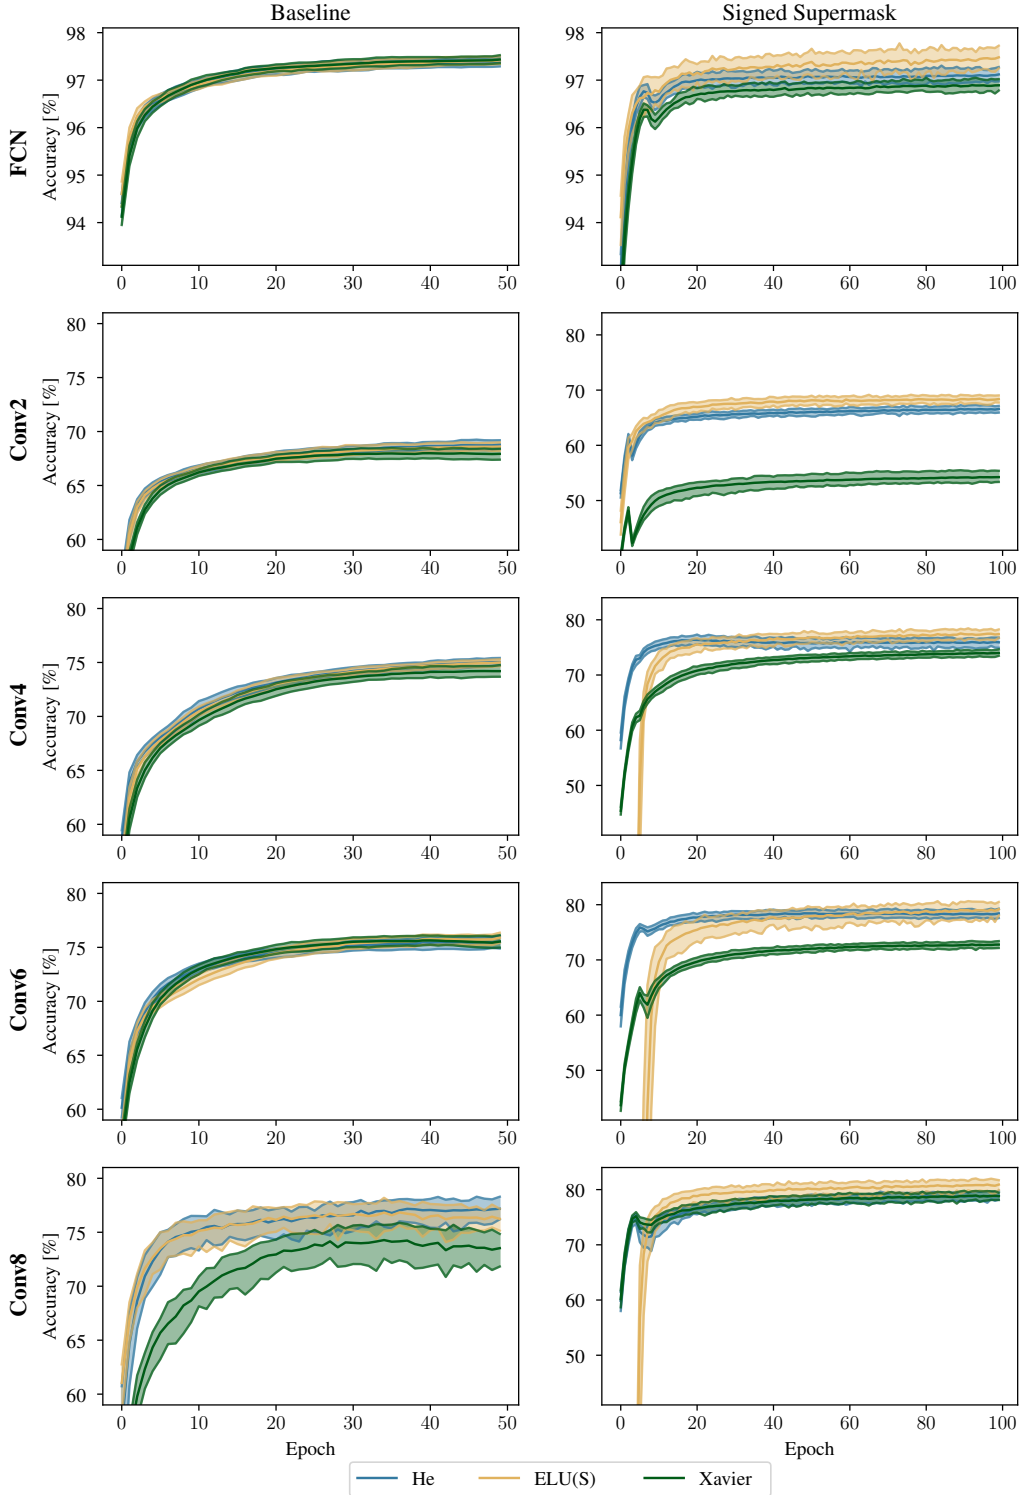 Baseline Signed Supermask
FCN
Accuracy [%]
98 97 96 95 94
0 10 20 30 40 50
98 97 96 95 94
0 20 40 60 80 100
Conv2
Accuracy [%]
80 75 70 65 60
0 10 20 30 40 50
80 70 60 50
0 20 40 60 80 100
Conv4
Accuracy [%]
80 75 70 65 60
0 10 20 30 40 50
80 70 60 50
0 20 40 60 80 100
Conv6
Accuracy [%]
80 75 70 65 60
0 10 20 30 40 50
80 70 60 50
0 20 40 60 80 100
Conv8
Accuracy [%]
80 75 70 65 60
0 10 20 30 40 50
80 70 60 50
0 20 40 60 80 100
Epoch Epoch
He ELU(S) Xavier